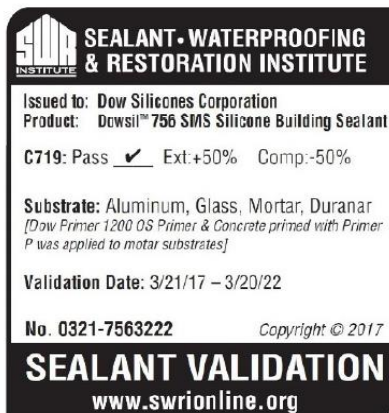 SWR
INSTITUTE
SEALANT • WATERPROOFING
& RESTORATION INSTITUTE
Issued to: Dow Silicones Corporation
Product: Dowsil™ 756 SMS Silicone Building Sealant
C719: Pass ✔ Ext:+50% Comp:-50%
Substrate: Aluminum, Glass, Mortar, Duranar
[Dow Primer 1200 OS Primer & Concrete primed with Primer
P was applied to motar substrates]
Validation Date: 3/21/17 – 3/20/22
No. 0321-7563222 Copyright © 2017
SEALANT VALIDATION
www.swrionline.org